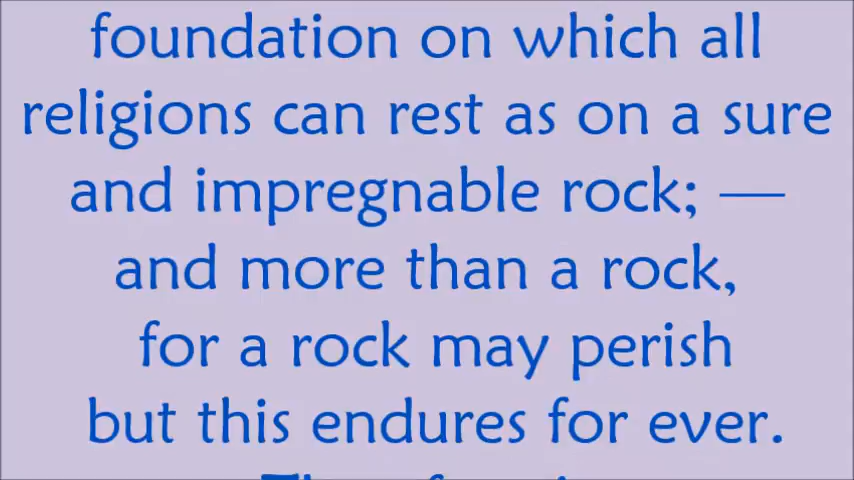 foundation on which all
religions can rest as on a sure
and impregnable rock; —
and more than a rock,
for a rock may perish
but this endures for ever.